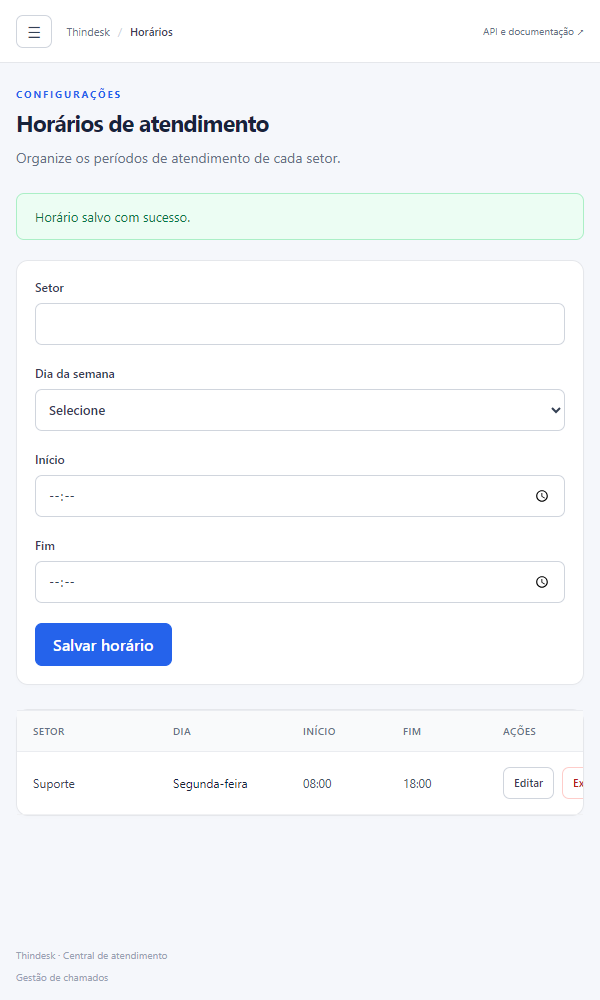 ☰ Thindesk / Horários API e documentação ↗
CONFIGURAÇÕES
Horários de atendimento
Organize os períodos de atendimento de cada setor.
Horário salvo com sucesso.
Setor
Dia da semana
Selecione
Início
--:--
Fim
--:--
Salvar horário
SETOR DIA INÍCIO FIM AÇÕES
Suporte Segunda-feira 08:00 18:00 Editar Ex
Thindesk · Central de atendimento
Gestão de chamados